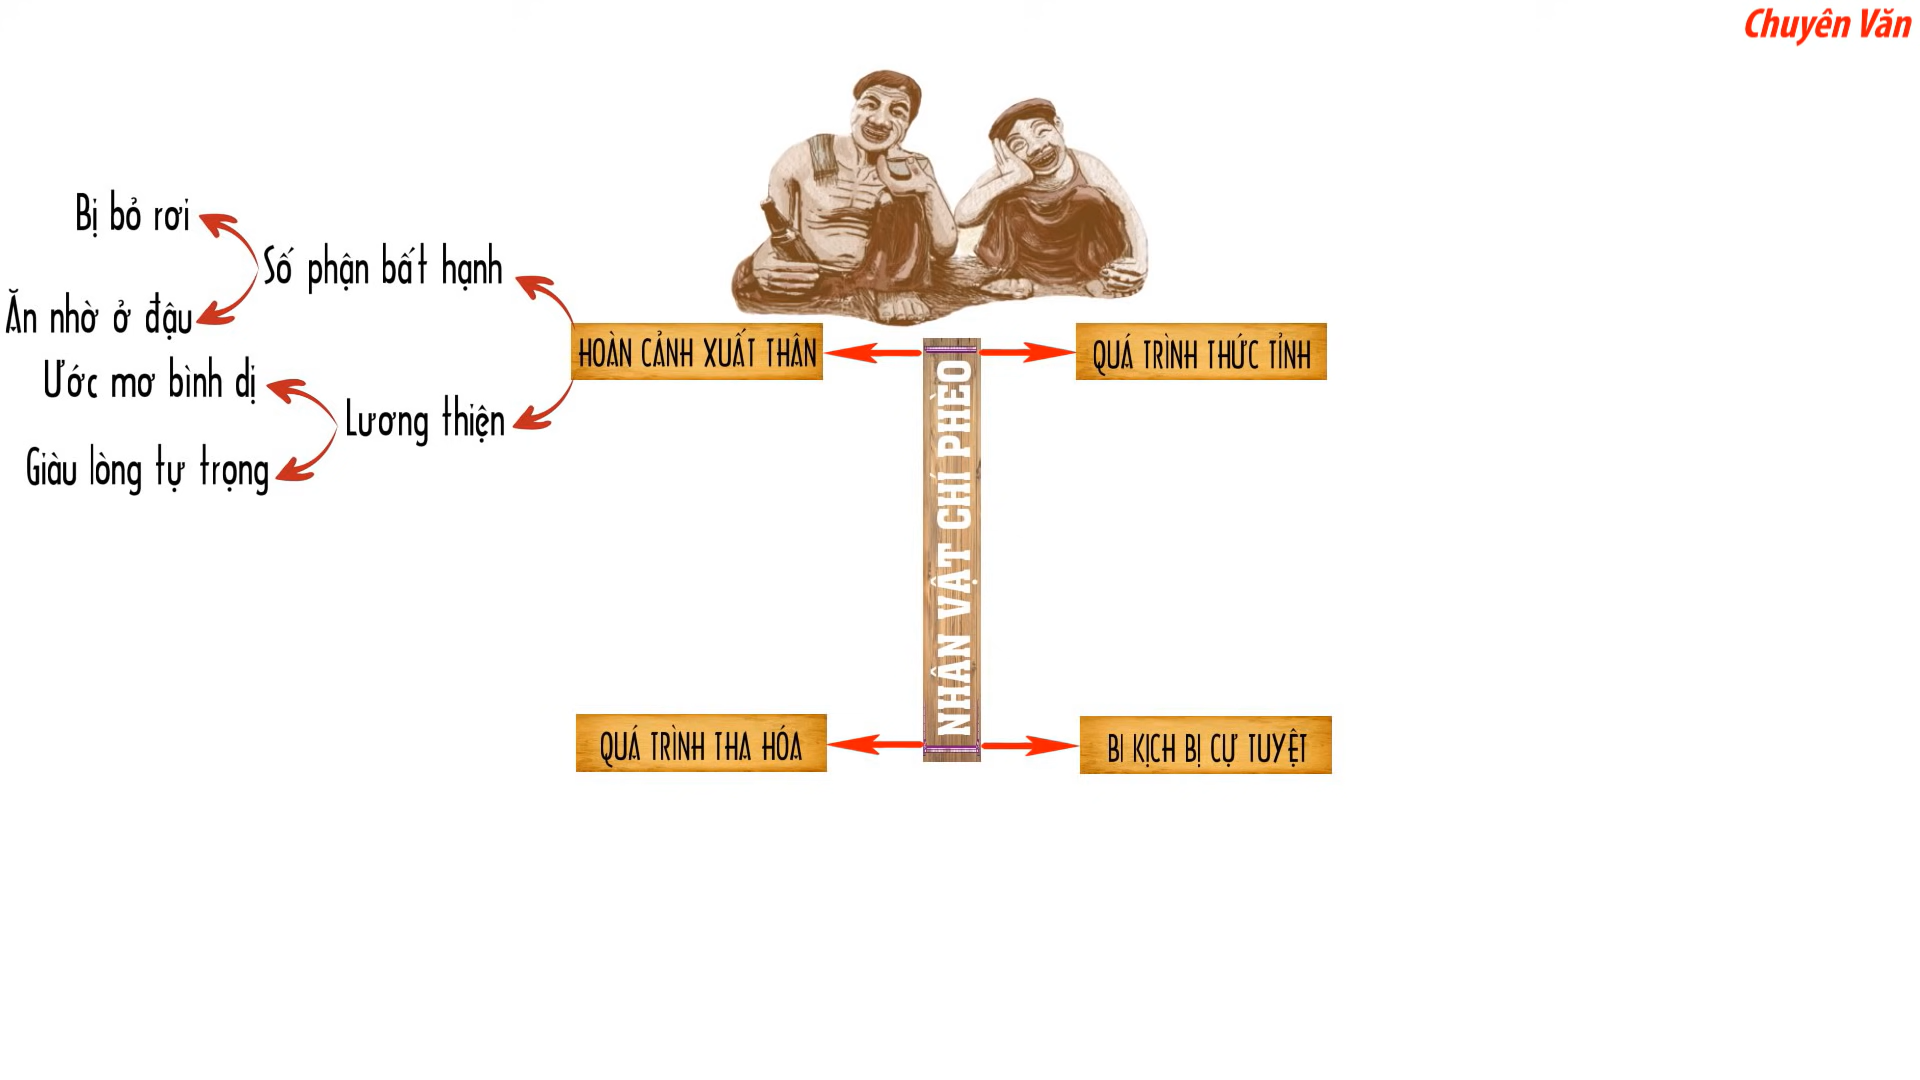 Chuyên Văn
Bị bỏ rơi
Số phận bất hạnh
Ăn nhờ ở đậu
HOÀN CẢNH XUẤT THÂN
Ước mơ bình dị
Lương thiện
Giàu lòng tự trọng
NHÂN VẬT CHÍ PHÈO
QUÁ TRÌNH THỨC TỈNH
QUÁ TRÌNH THA HÓA
BI KỊCH BỊ CỰ TUYỆT